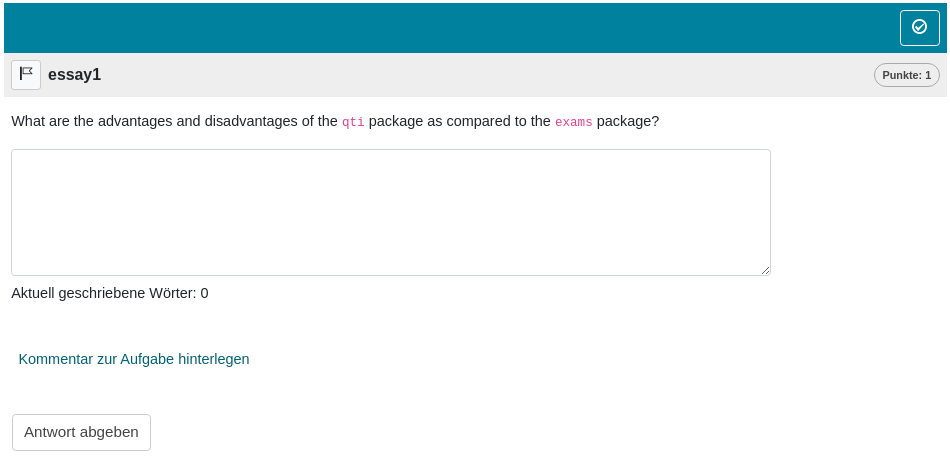 essay1
Punkte: 1
What are the advantages and disadvantages of the qti package as compared to the exams package?
Aktuell geschriebene Wörter: 0
Kommentar zur Aufgabe hinterlegen
Antwort abgeben